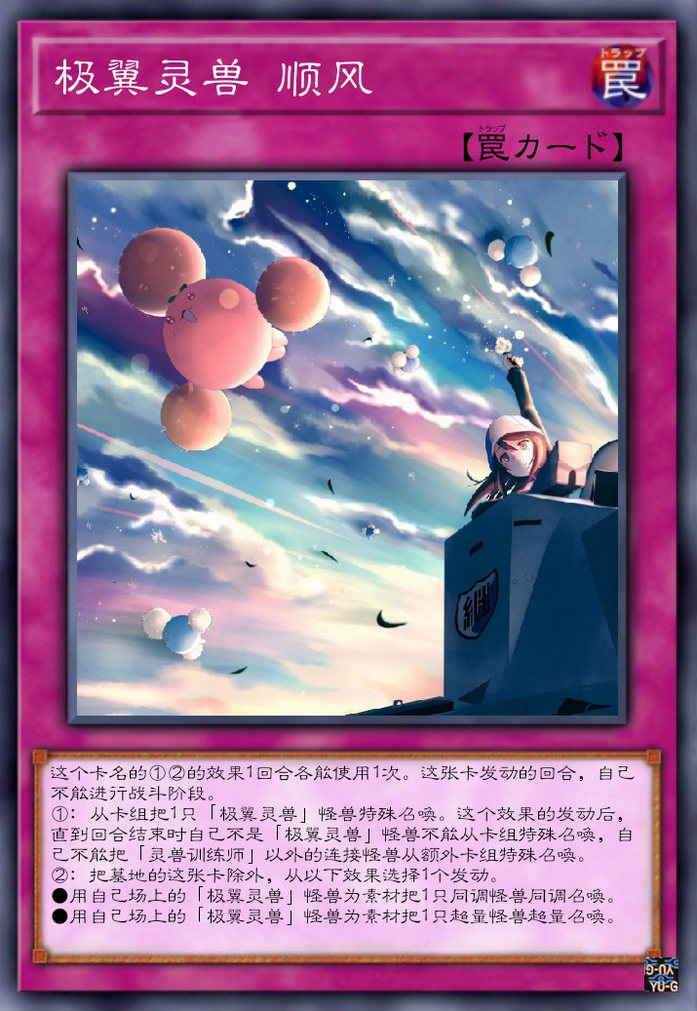 极翼灵兽 顺风
トラップ
罠
トラップ
【罠カード】
继
这个卡名的①②的效果1回合各能使用1次。这张卡发动的回合，自己
不能进行战斗阶段。
①：从卡组把1只「极翼灵兽」怪兽特殊召唤。这个效果的发动后，
直到回合结束时自己不是「极翼灵兽」怪兽不能从卡组特殊召唤，自
己不能把「灵兽训练师」以外的连接怪兽从额外卡组特殊召唤。
②：把墓地的这张卡除外，从以下效果选择1个发动。
●用自己场上的「极翼灵兽」怪兽为素材把1只同调怪兽同调召唤。
●用自己场上的「极翼灵兽」怪兽为素材把1只超量怪兽超量召唤。
YU-G
YU-G